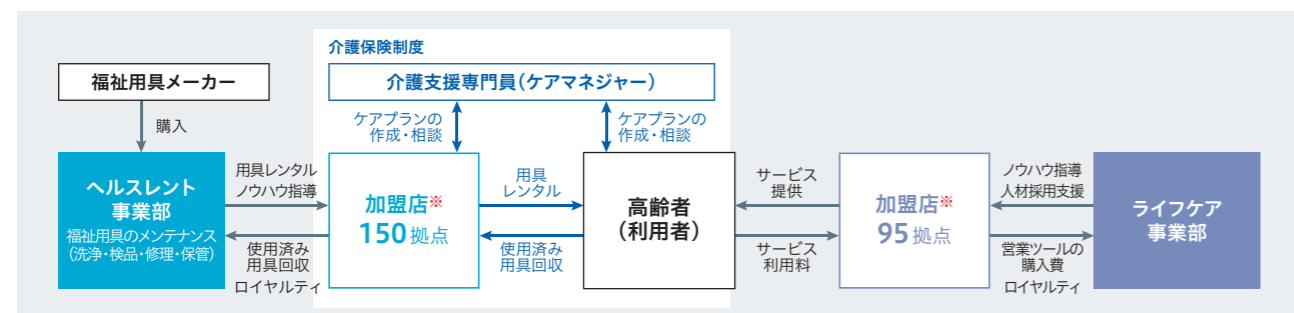 介護保険制度
福祉用具メーカー
介護支援専門員（ケアマネジャー）
購入
ケアプランの
作成・相談
ケアプランの
作成・相談
ヘルスレント
事業部
福祉用具のメンテナンス
（洗浄・検品・修理・保管）
用具レンタル
ノウハウ指導
使用済み
用具回収
ロイヤルティ
加盟店※
150拠点
用具
レンタル
使用済み
用具回収
高齢者
（利用者）
サービス
提供
サービス
利用料
加盟店※
95拠点
ノウハウ指導
人材採用支援
営業ツールの
購入費
ロイヤルティ
ライフケア
事業部